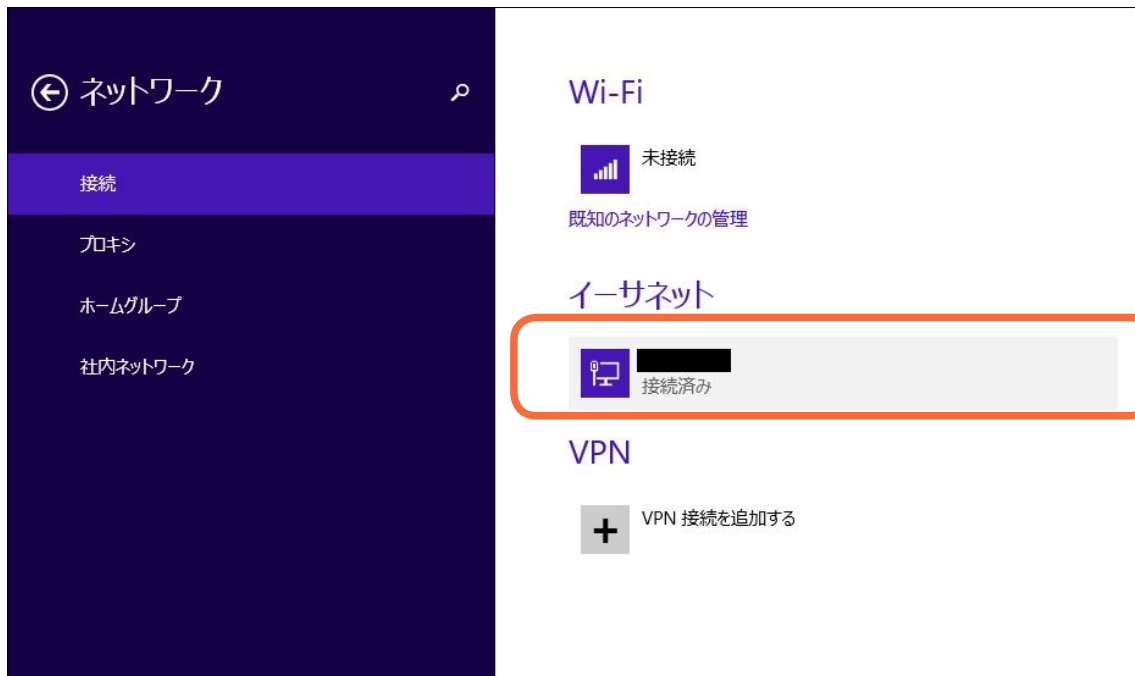 ネットワーク
接続
プロキシ
ホームグループ
社内ネットワーク
Wi-Fi
未接続
既知のネットワークの管理
イーサネット
接続済み
VPN
VPN 接続を追加する